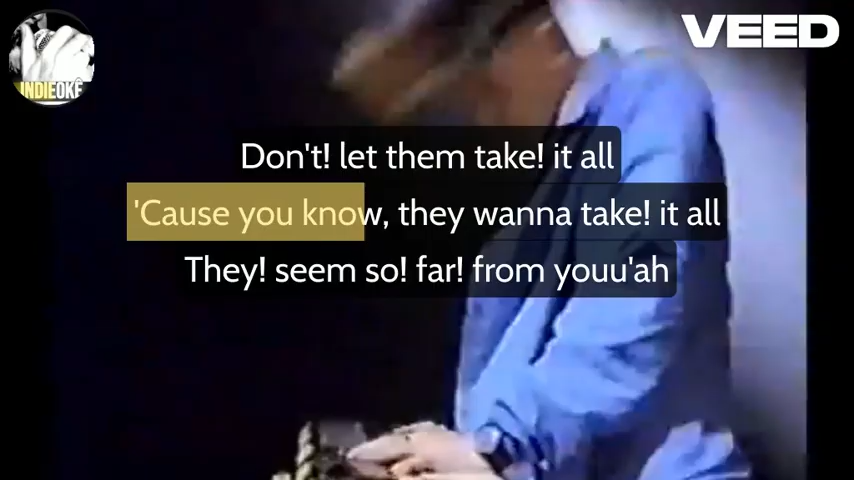 VEED
INDIEOKÊ
Don't! let them take! it all
'Cause you know, they wanna take! it all
They! seem so! far! from youu'ah